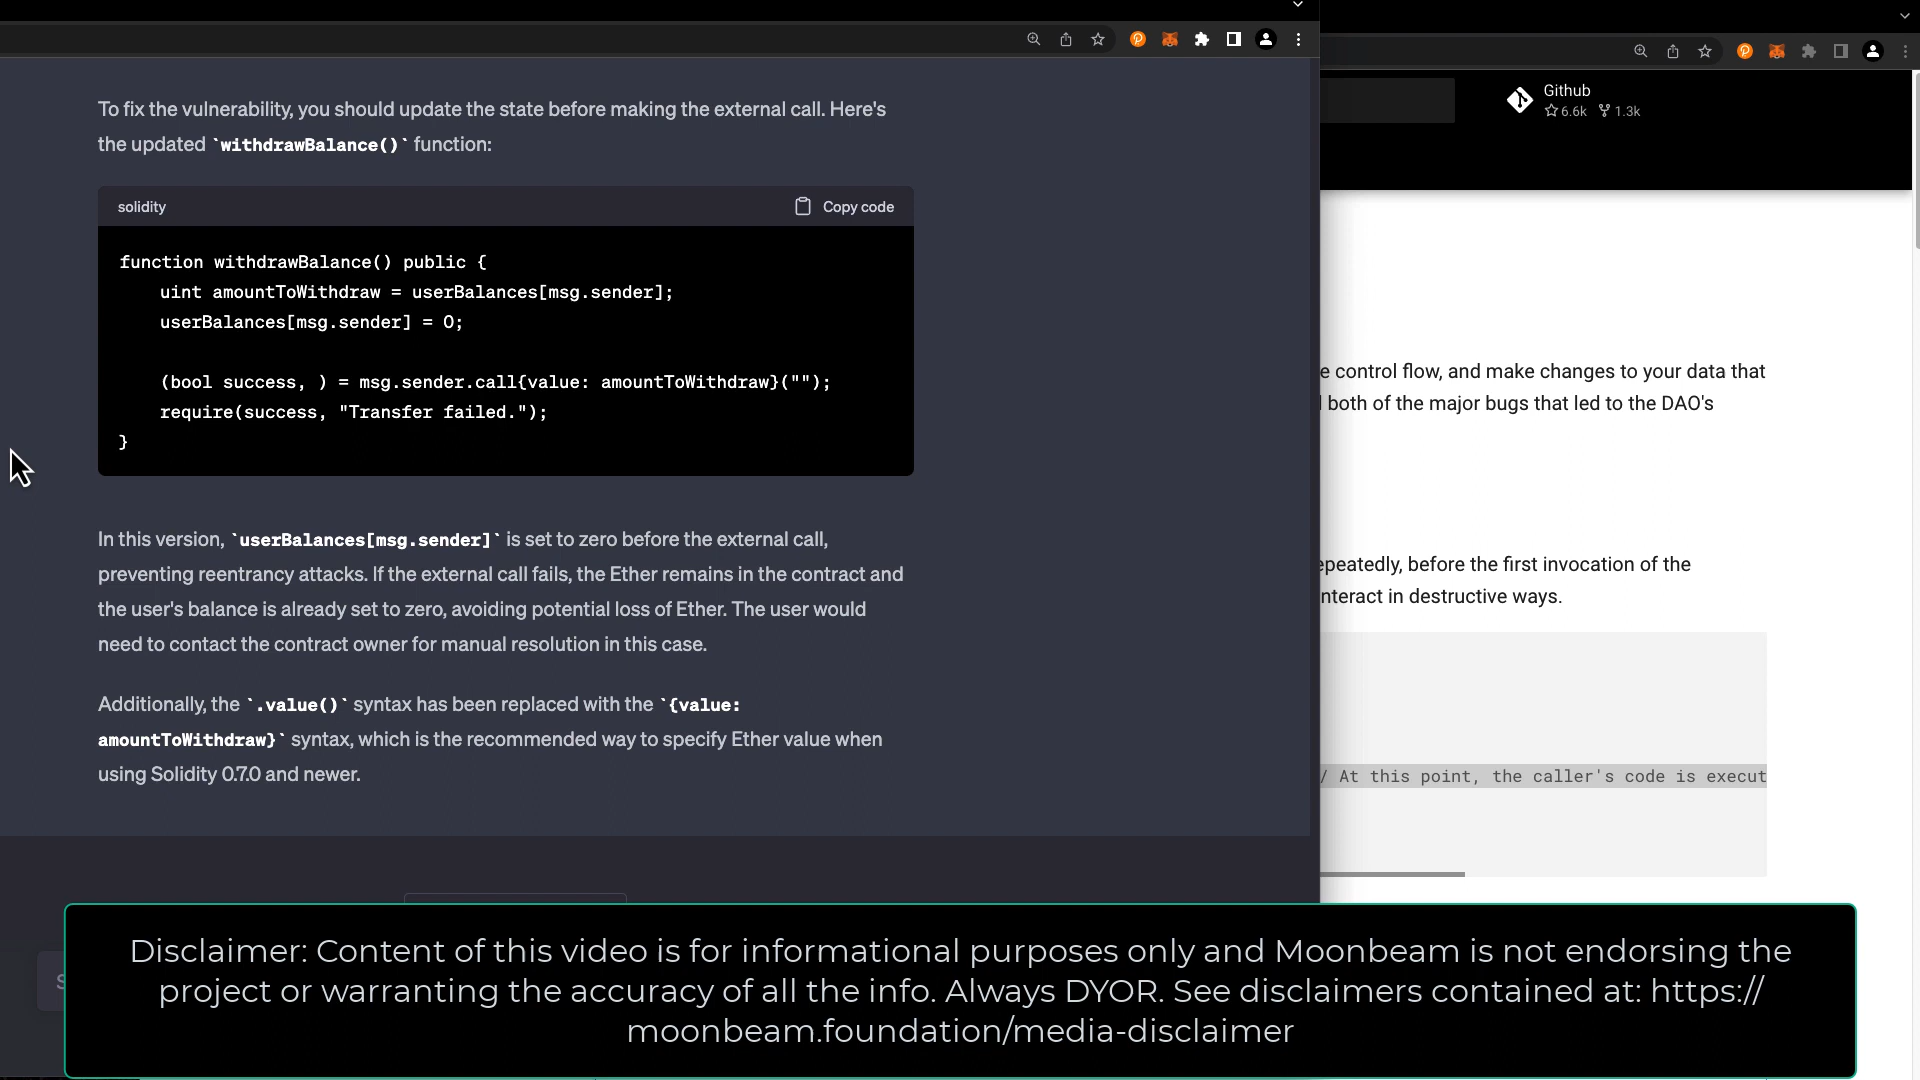 To fix the vulnerability, you should update the state before making the external call. Here's
the updated `withdrawBalance()` function:
solidity
Copy code
function withdrawBalance() public {
uint amountToWithdraw = userBalances[msg.sender];
userBalances[msg.sender] = 0;
(bool success, ) = msg.sender.call{value: amountToWithdraw}("");
require(success, "Transfer failed.");
}
In this version, `userBalances[msg.sender]` is set to zero before the external call,
preventing reentrancy attacks. If the external call fails, the Ether remains in the contract and
the user's balance is already set to zero, avoiding potential loss of Ether. The user would
need to contact the contract owner for manual resolution in this case.
Additionally, the `.value()` syntax has been replaced with the `{value:
amountToWithdraw}` syntax, which is the recommended way to specify Ether value when
using Solidity 0.7.0 and newer.
Github
6.6k 1.3k
control flow, and make changes to your data that
both of the major bugs that led to the DAO's
before the first invocation of the
in destructive ways.
/ At this point, the caller's code is execut
Disclaimer: Content of this video is for informational purposes only and Moonbeam is not endorsing the
project or warranting the accuracy of all the info. Always DYOR. See disclaimers contained at: https://
moonbeam.foundation/media-disclaimer